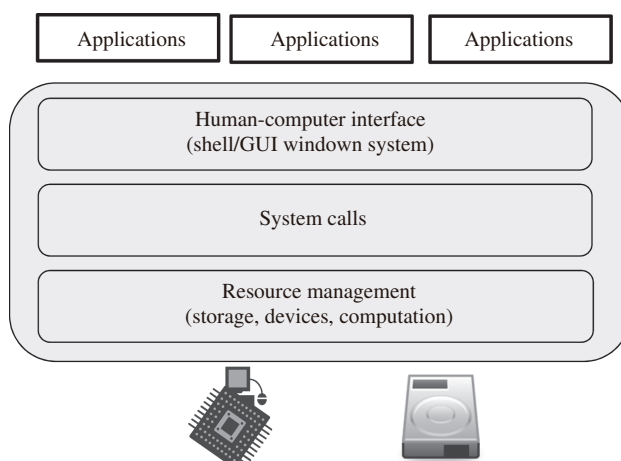 Applications
Applications
Applications
Human-computer interface
(shell/GUI windown system)
System calls
Resource management
(storage, devices, computation)